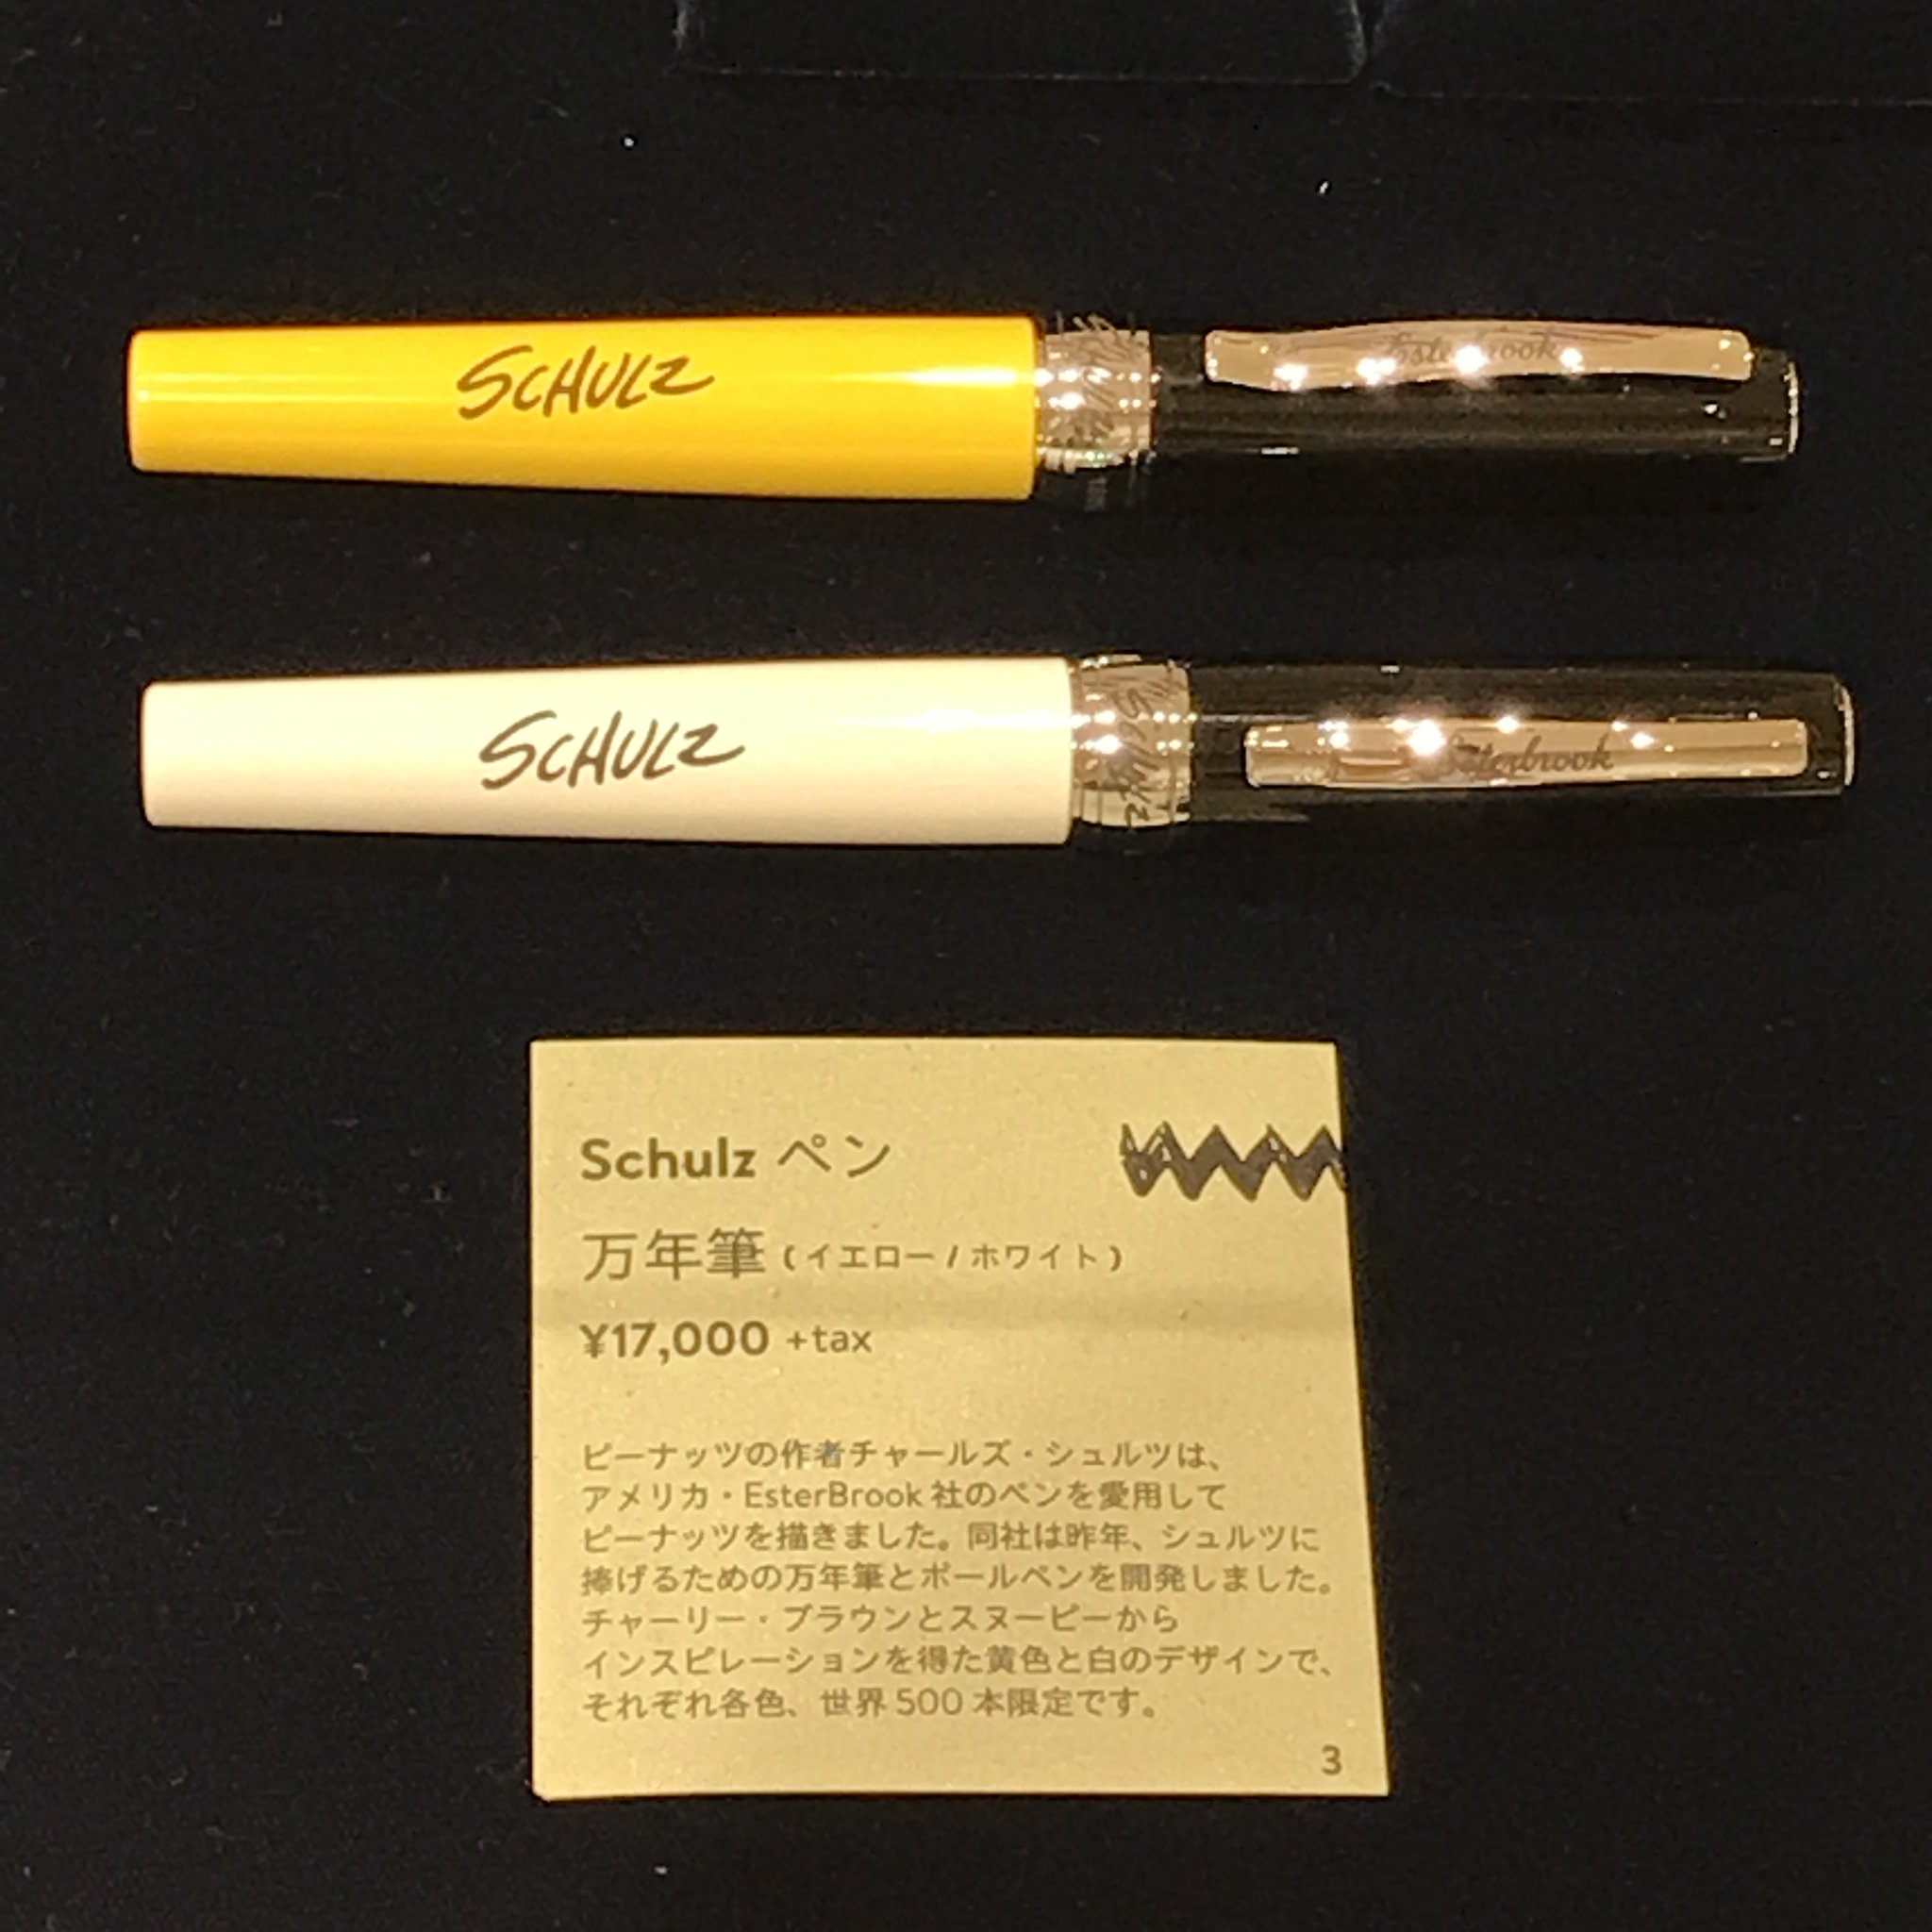 SCHULZ
Esterbrook
SCHULZ
Schulz
Esterbrook
Schulz ペン
万年筆 (イエロー / ホワイト)
¥17,000 +tax
ピーナッツの作者チャールズ・シュルツは、
アメリカ・EsterBrook 社のペンを愛用して
ピーナッツを描きました。同社は昨年、シュルツに
捧げるための万年筆とボールペンを開発しました。
チャーリー・ブラウンとスヌーピーから
インスピレーションを得た黄色と白のデザインで、
それぞれ各色、世界 500 本限定です。
3